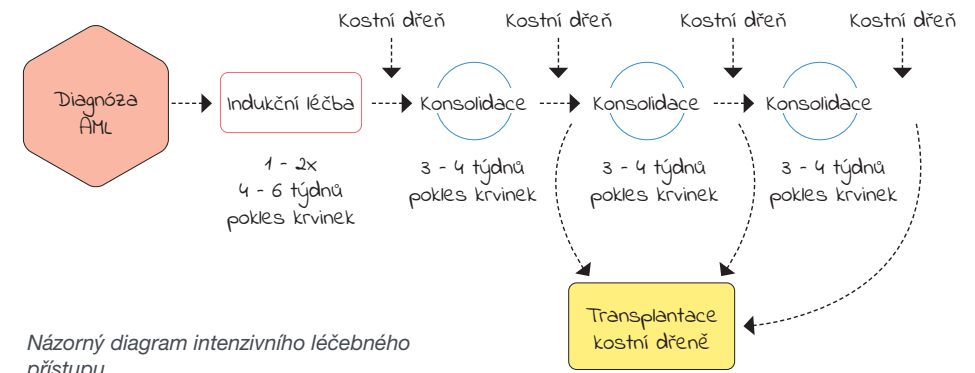 Kostní dřeň
Kostní dřeň
Kostní dřeň
Kostní dřeň
Diagnóza
AML
Indukční léčba
Konsolidace
Konsolidace
Konsolidace
1 - 2x
4 - 6 týdnů
pokles krvinek
3 - 4 týdnů
pokles krvinek
3 - 4 týdnů
pokles krvinek
3 - 4 týdnů
pokles krvinek
Transplantace
kostní dřeně
Názorný diagram intenzivního léčebného
přístupu